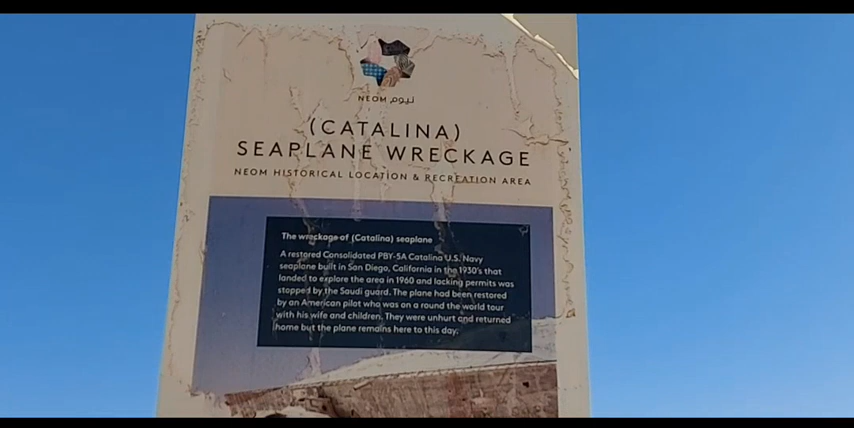 NEOM نيوم
(CATALINA)
SEAPLANE WRECKAGE
NEOM HISTORICAL LOCATION & RECREATION AREA
The wreckage of (Catalina) seaplane
A restored Consolidated PBY-5A Catalina U.S. Navy
seaplane built in San Diego, California in the 1930's that
landed to explore the area in 1960 and lacking permits was
stopped by the Saudi guard. The plane had been restored
by an American pilot who was on a round the world tour
with his wife and children. They were unhurt and returned
home but the plane remains here to this day.